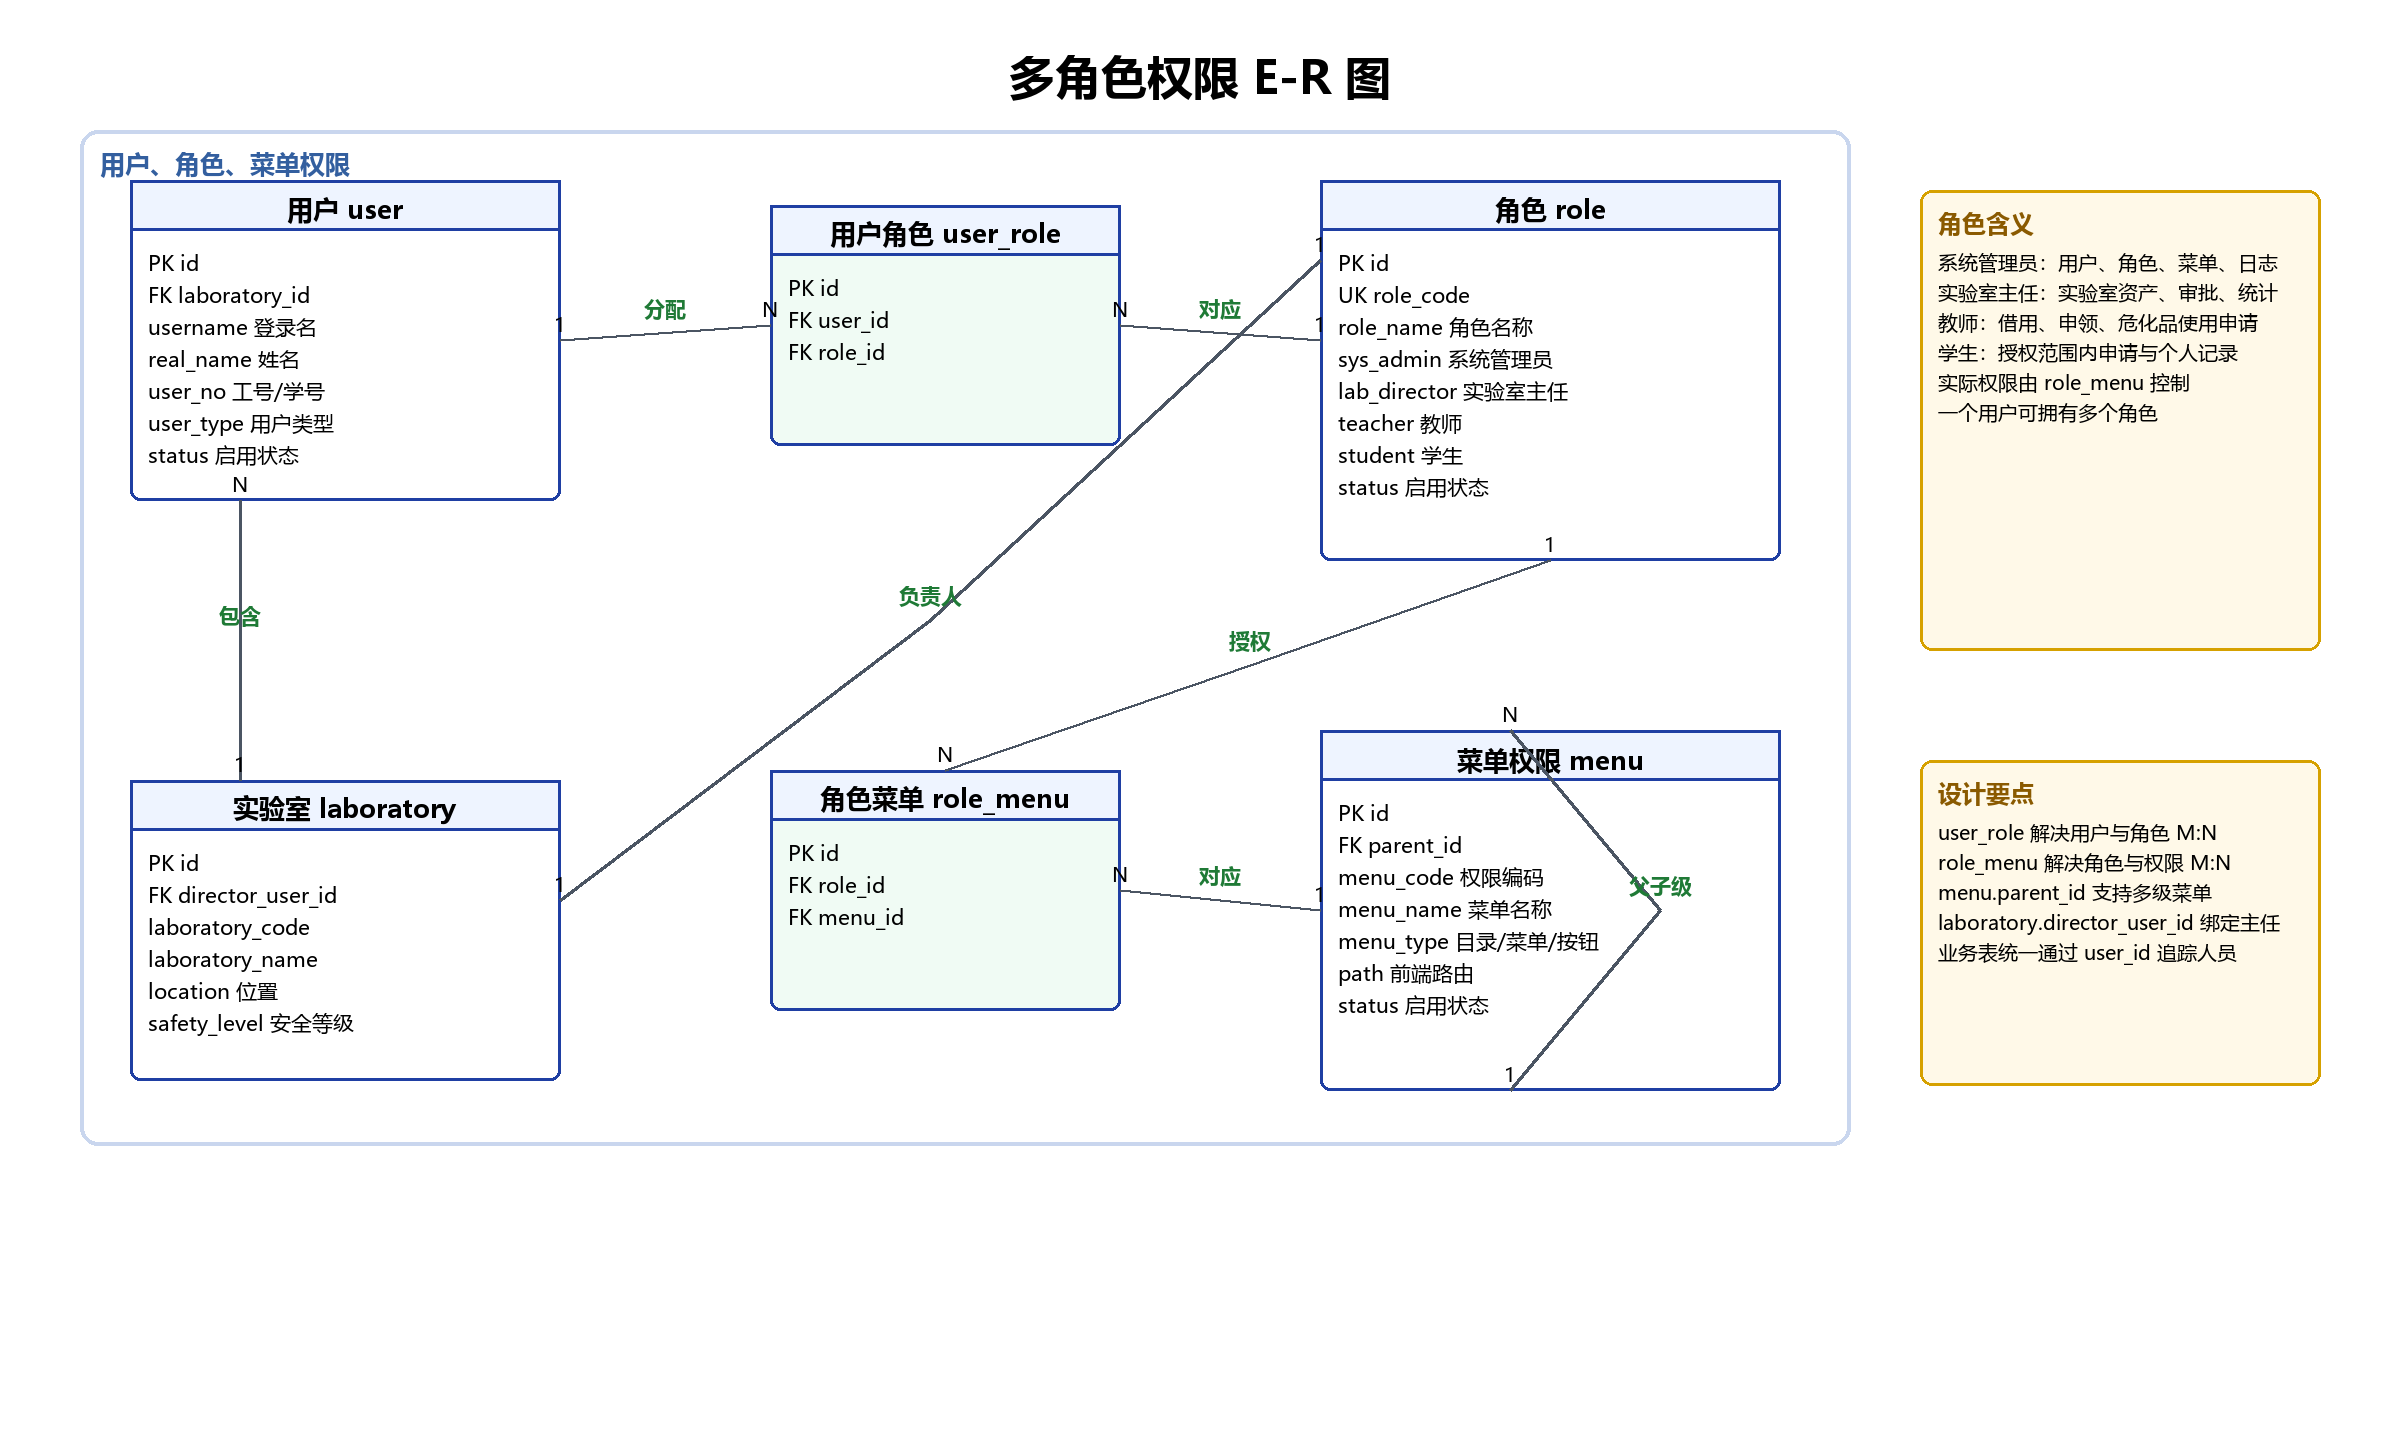 多角色权限 E-R 图
用户、角色、菜单权限
用户 user
PK id
FK laboratory_id
username 登录名
real_name 姓名
user_no 工号/学号
user_type 用户类型
status 启用状态
N
1
分配
N
用户角色 user_role
PK id
FK user_id
FK role_id
N
对应
1
1
角色 role
PK id
UK role_code
role_name 角色名称
sys_admin 系统管理员
lab_director 实验室主任
teacher 教师
student 学生
status 启用状态
1
包含
负责人
授权
1
N
N
实验室 laboratory
PK id
FK director_user_id
laboratory_code
laboratory_name
location 位置
safety_level 安全等级
1
角色菜单 role_menu
PK id
FK role_id
FK menu_id
N
对应
1
菜单权限 menu
PK id
FK parent_id
menu_code 权限编码
menu_name 菜单名称
menu_type 目录/菜单/按钮
path 前端路由
status 启用状态
父子级
1
角色含义
系统管理员：用户、角色、菜单、日志
实验室主任：实验室资产、审批、统计
教师：借用、申领、危化品使用申请
学生：授权范围内申请与个人记录
实际权限由 role_menu 控制
一个用户可拥有多个角色
设计要点
user_role 解决用户与角色 M:N
role_menu 解决角色与权限 M:N
menu.parent_id 支持多级菜单
laboratory.director_user_id 绑定主任
业务表统一通过 user_id 追踪人员